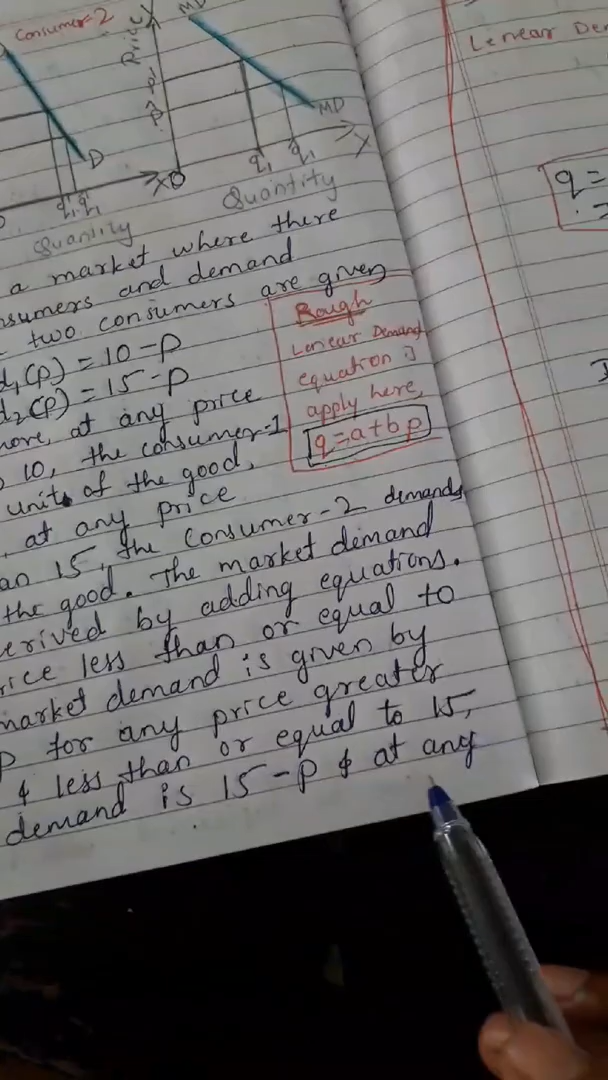 Consumer-2
D
X
Quantity
Price
Y
MD
MD
O
X
Quantity
a market where there
nsumers and demand
two consumers are given
d₁(p) = 10-p
d₂(p) = 15-p
more, at any price
10, the consumer-1
units of the good.
at any price
an 15, the consumer-2 demands
the good. The market demand
erived by adding equations.
rice less than or equal to
market demand is given by
p for any price greater
& less than or equal to 15,
demand is 15-p & at any
Rough
Lenear Demand
equation
apply here,
q=a+bp
Lenear De
q=